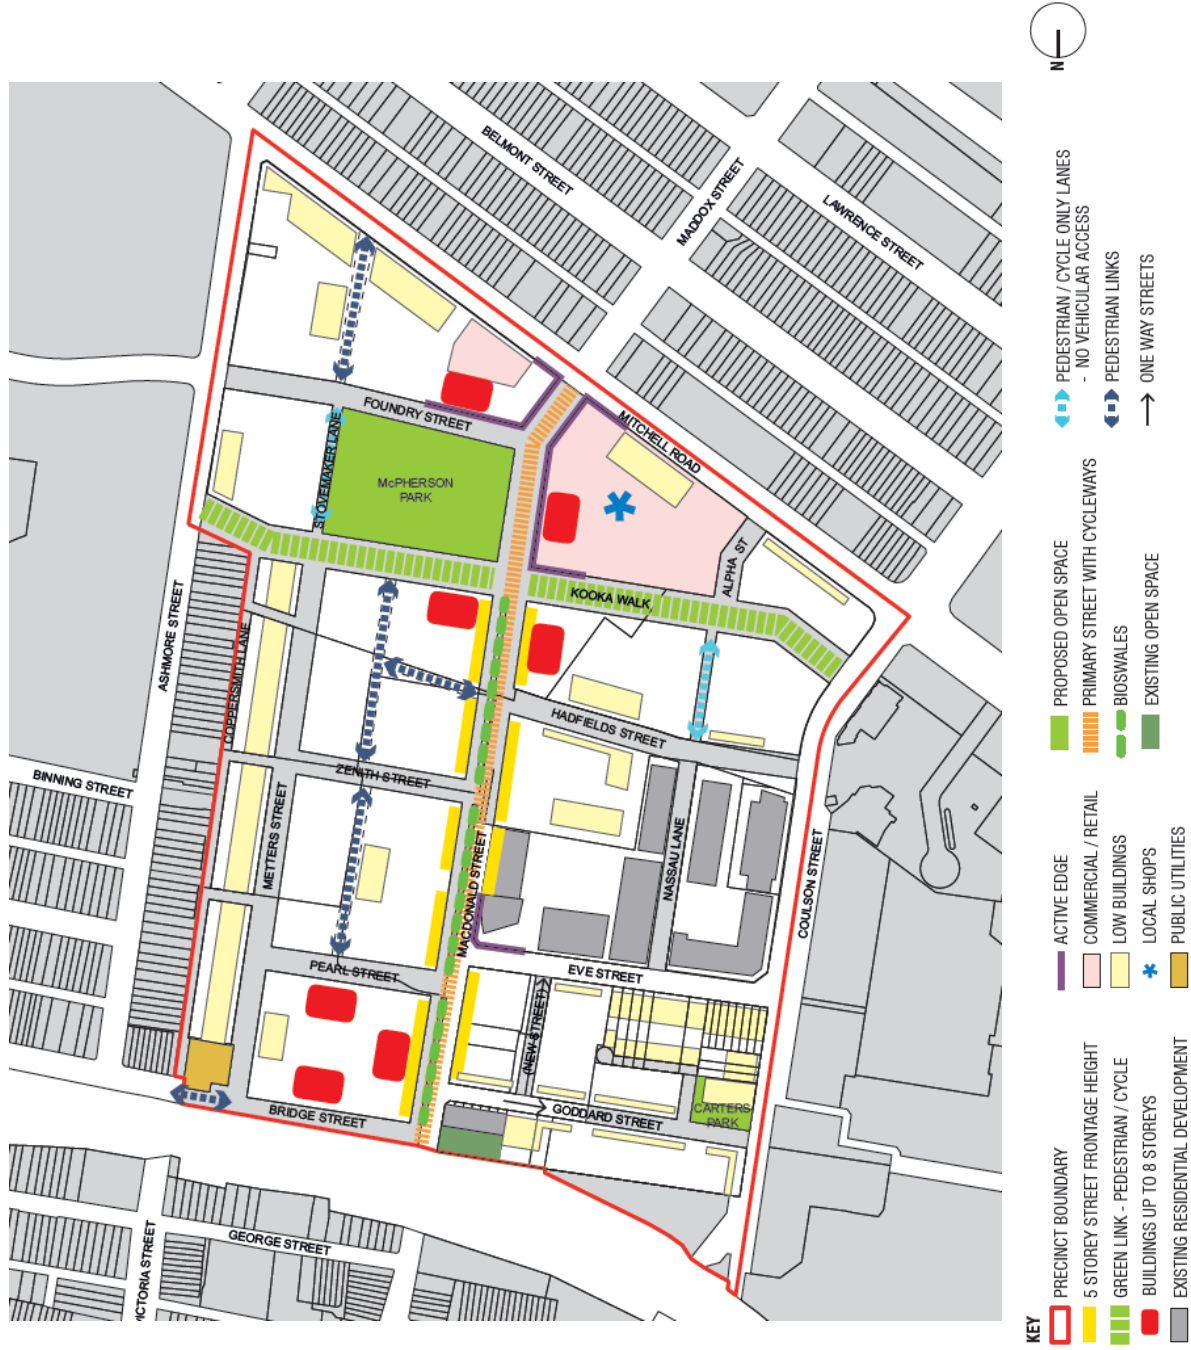 BELMONT STREET
MADDOX STREET
LAWRENCE STREET
FOUNDRY STREET
STOVEMAKER LANE
McPHERSON
PARK
MITCHELL ROAD
ALPHA ST
KOOKA WALK
ASHMORE STREET
COPPERSMITH LANE
HADFIELDS STREET
BINNING STREET
ZENITH STREET
METTERS STREET
MACDONALD STREET
NASSAU LANE
COULSON STREET
PEARL STREET
EVE STREET
(NEW STREET)
BRIDGE STREET
GODDARD STREET
CARTERS
PARK
GEORGE STREET
VICTORIA STREET
N
KEY
PRECINCT BOUNDARY
5 STOREY STREET FRONTAGE HEIGHT
GREEN LINK - PEDESTRIAN / CYCLE
BUILDINGS UP TO 8 STOREYS
EXISTING RESIDENTIAL DEVELOPMENT
ACTIVE EDGE
COMMERCIAL / RETAIL
LOW BUILDINGS
LOCAL SHOPS
PUBLIC UTILITIES
PROPOSED OPEN SPACE
PRIMARY STREET WITH CYCLEWAYS
BIOSWALES
EXISTING OPEN SPACE
PEDESTRIAN / CYCLE ONLY LANES
- NO VEHICULAR ACCESS
PEDESTRIAN LINKS
ONE WAY STREETS